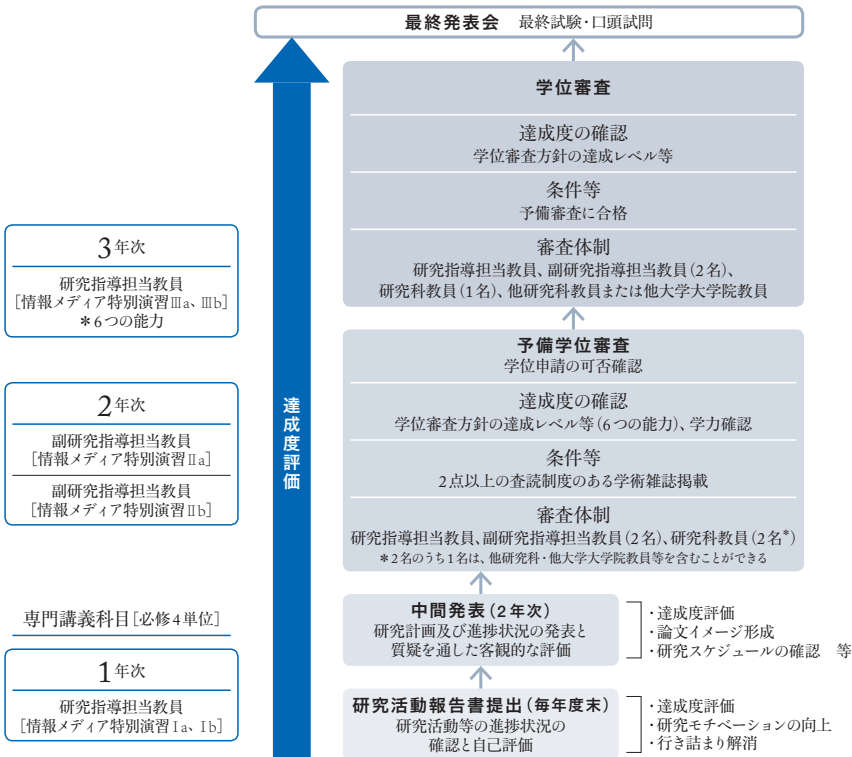 最終発表会 最終試験・口頭試問
学位審査
達成度の確認
学位審査方針の達成レベル等
条件等
予備審査に合格
審査体制
研究指導担当教員、副研究指導担当教員(2名)、
研究科教員(1名)、他研究科教員または他大学大学院教員
3年次
研究指導担当教員
[情報メディア特別演習Ⅲa、Ⅲb]
＊6つの能力
予備学位審査
学位申請の可否確認
達成度の確認
学位審査方針の達成レベル等(6つの能力)、学力確認
条件等
2点以上の査読制度のある学術雑誌掲載
審査体制
研究指導担当教員、副研究指導担当教員(2名)、研究科教員(2名*)
＊2名のうち1名は、他研究科・他大学大学院教員等を含むことができる
2年次
副研究指導担当教員
[情報メディア特別演習Ⅱa]
副研究指導担当教員
[情報メディア特別演習Ⅱb]
達成度評価
中間発表(2年次)
研究計画及び進捗状況の発表と
質疑を通した客観的な評価
・達成度評価
・論文イメージ形成
・研究スケジュールの確認 等
専門講義科目[必修4単位]
1年次
研究指導担当教員
[情報メディア特別演習Ⅰa、Ⅰb]
研究活動報告書提出(毎年度末)
研究活動等の進捗状況の
確認と自己評価
・達成度評価
・研究モチベーションの向上
・行き詰まり解消